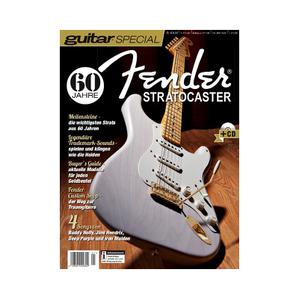 guitar SPECIAL
60
JAHRE
Fender
STRATOCASTER
Meilensteine -
die wichtigsten Strats
aus 60 Jahren
Legendäre
Trademark-Sounds -
spielen und klingen
wie die Helden
Buyer's Guide -
aktuelle Modelle
für jeden
Geldbeutel
Fender
Custom Shop -
der Weg zur
Traumgitarre
+CD
4 Songs von
Buddy Holly, Jimi Hendrix,
Deep Purple und Iron Maiden